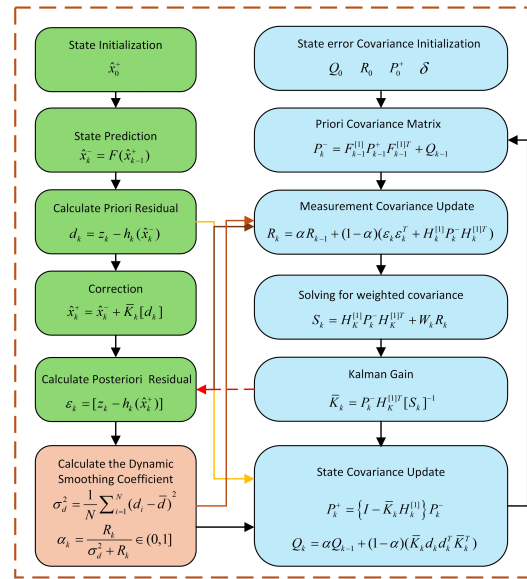 State Initialization
x̂₀⁺
State Prediction
x̂ₖ⁻ = F(x̂ₖ₋₁⁺)
Calculate Priori Residual
dₖ = zₖ − hₖ(x̂ₖ⁻)
Correction
x̂ₖ⁺ = x̂ₖ⁻ + K̅ₖ[dₖ]
Calculate Posteriori Residual
εₖ = [zₖ − hₖ(x̂ₖ⁺)]
Calculate the Dynamic
Smoothing Coefficient
σ_d² = 1/N ∑_{i=1}^{N} (dᵢ − d̅)²
αₖ = Rₖ/(σ_d² + Rₖ) ∈ (0,1]
State error Covariance Initialization
Q₀ R₀ P₀⁺ δ
Priori Covariance Matrix
Pₖ⁻ = Fₖ₋₁^{[1]} Pₖ₋₁⁺ Fₖ₋₁^{[1]T} + Qₖ₋₁
Measurement Covariance Update
Rₖ = αRₖ₋₁ + (1−α)(εₖεₖᵀ + Hₖ^{[1]} Pₖ⁻ Hₖ^{[1]T})
Solving for weighted covariance
Sₖ = H_K^{[1]} Pₖ⁻ H_K^{[1]T} + WₖRₖ
Kalman Gain
K̅ₖ = Pₖ⁻ H_K^{[1]T} [Sₖ]⁻¹
State Covariance Update
Pₖ⁺ = {I − K̅ₖHₖ^{[1]}} Pₖ⁻
Qₖ = αQₖ₋₁ + (1−α)(K̅ₖdₖdₖᵀK̅ₖᵀ)